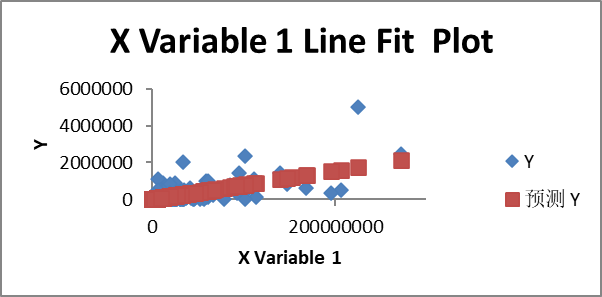 X Variable 1 Line Fit  Plot
6000000
4000000
2000000
0
Y
0
200000000
X Variable 1
Y
预测 Y